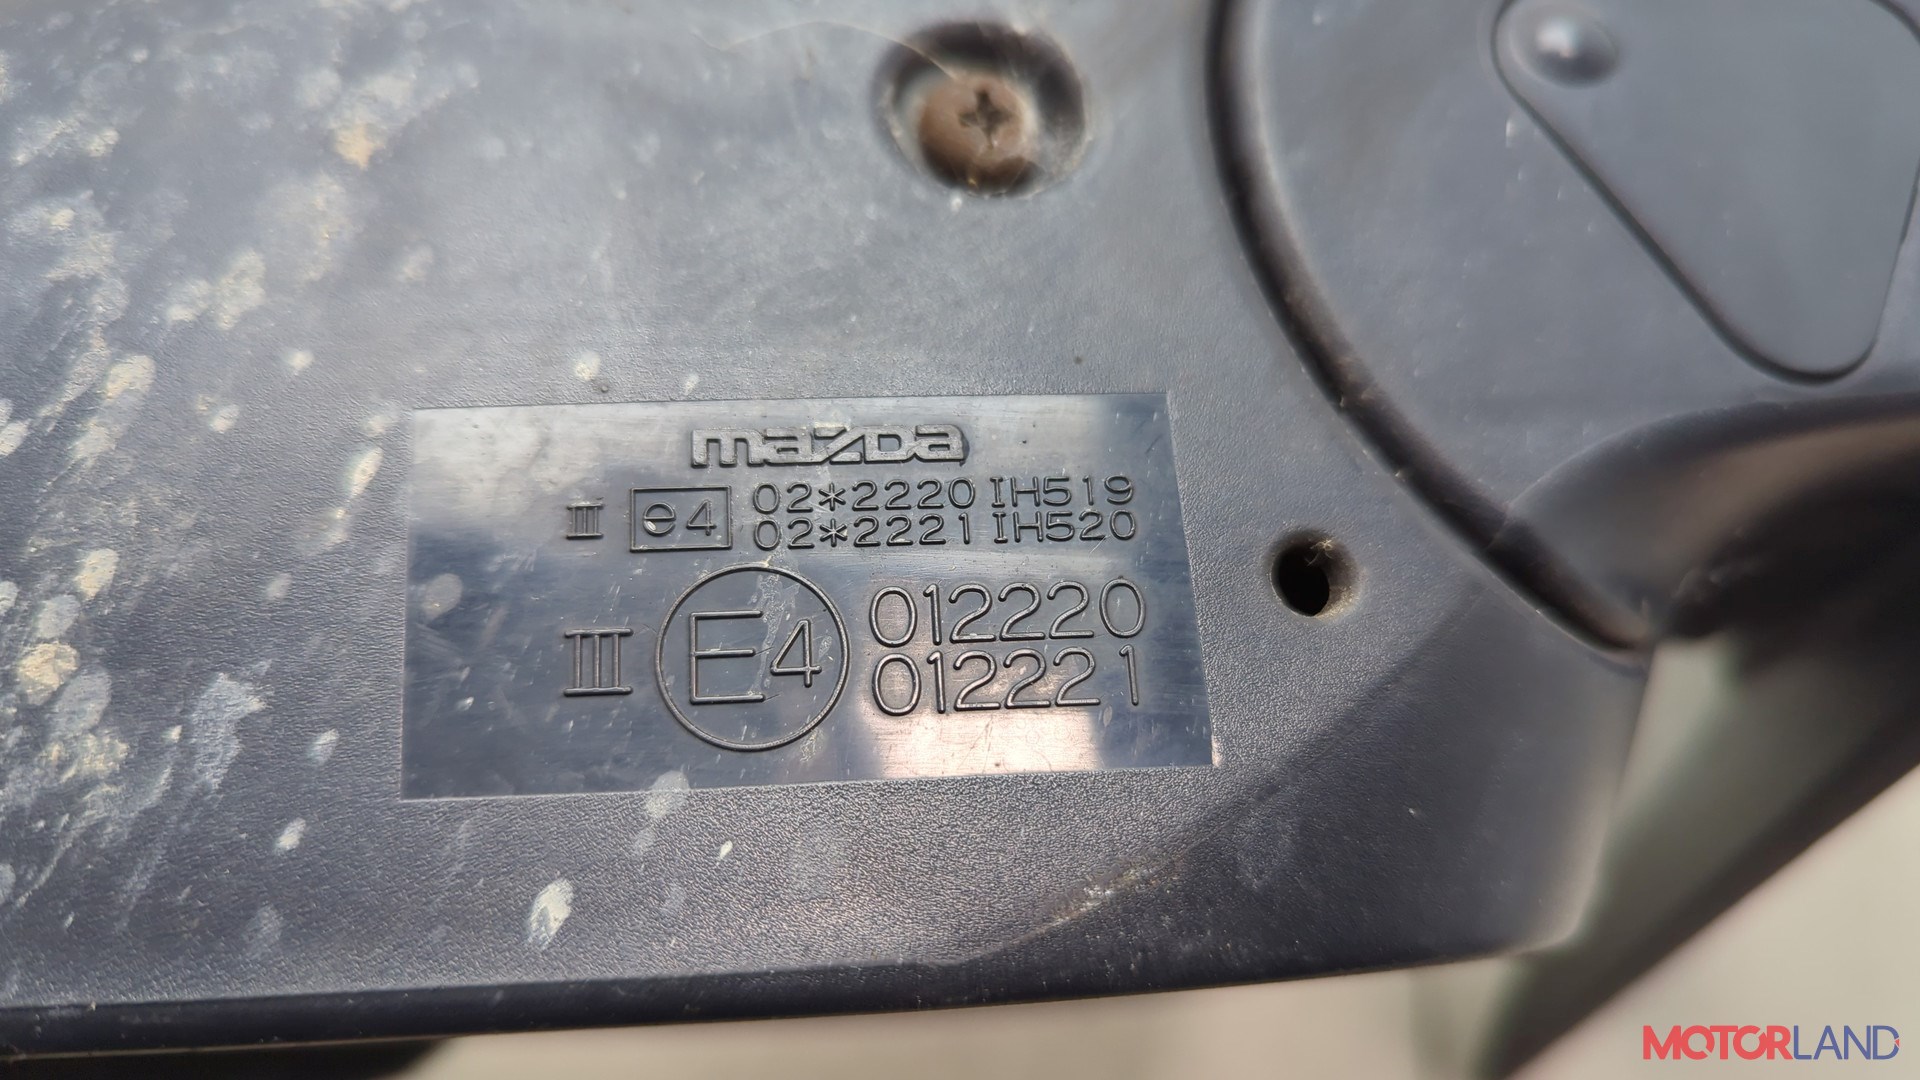 mazda
III e4 02*2220 IH519
02*2221 IH520
III E4 012220
012221
MOTORLAND